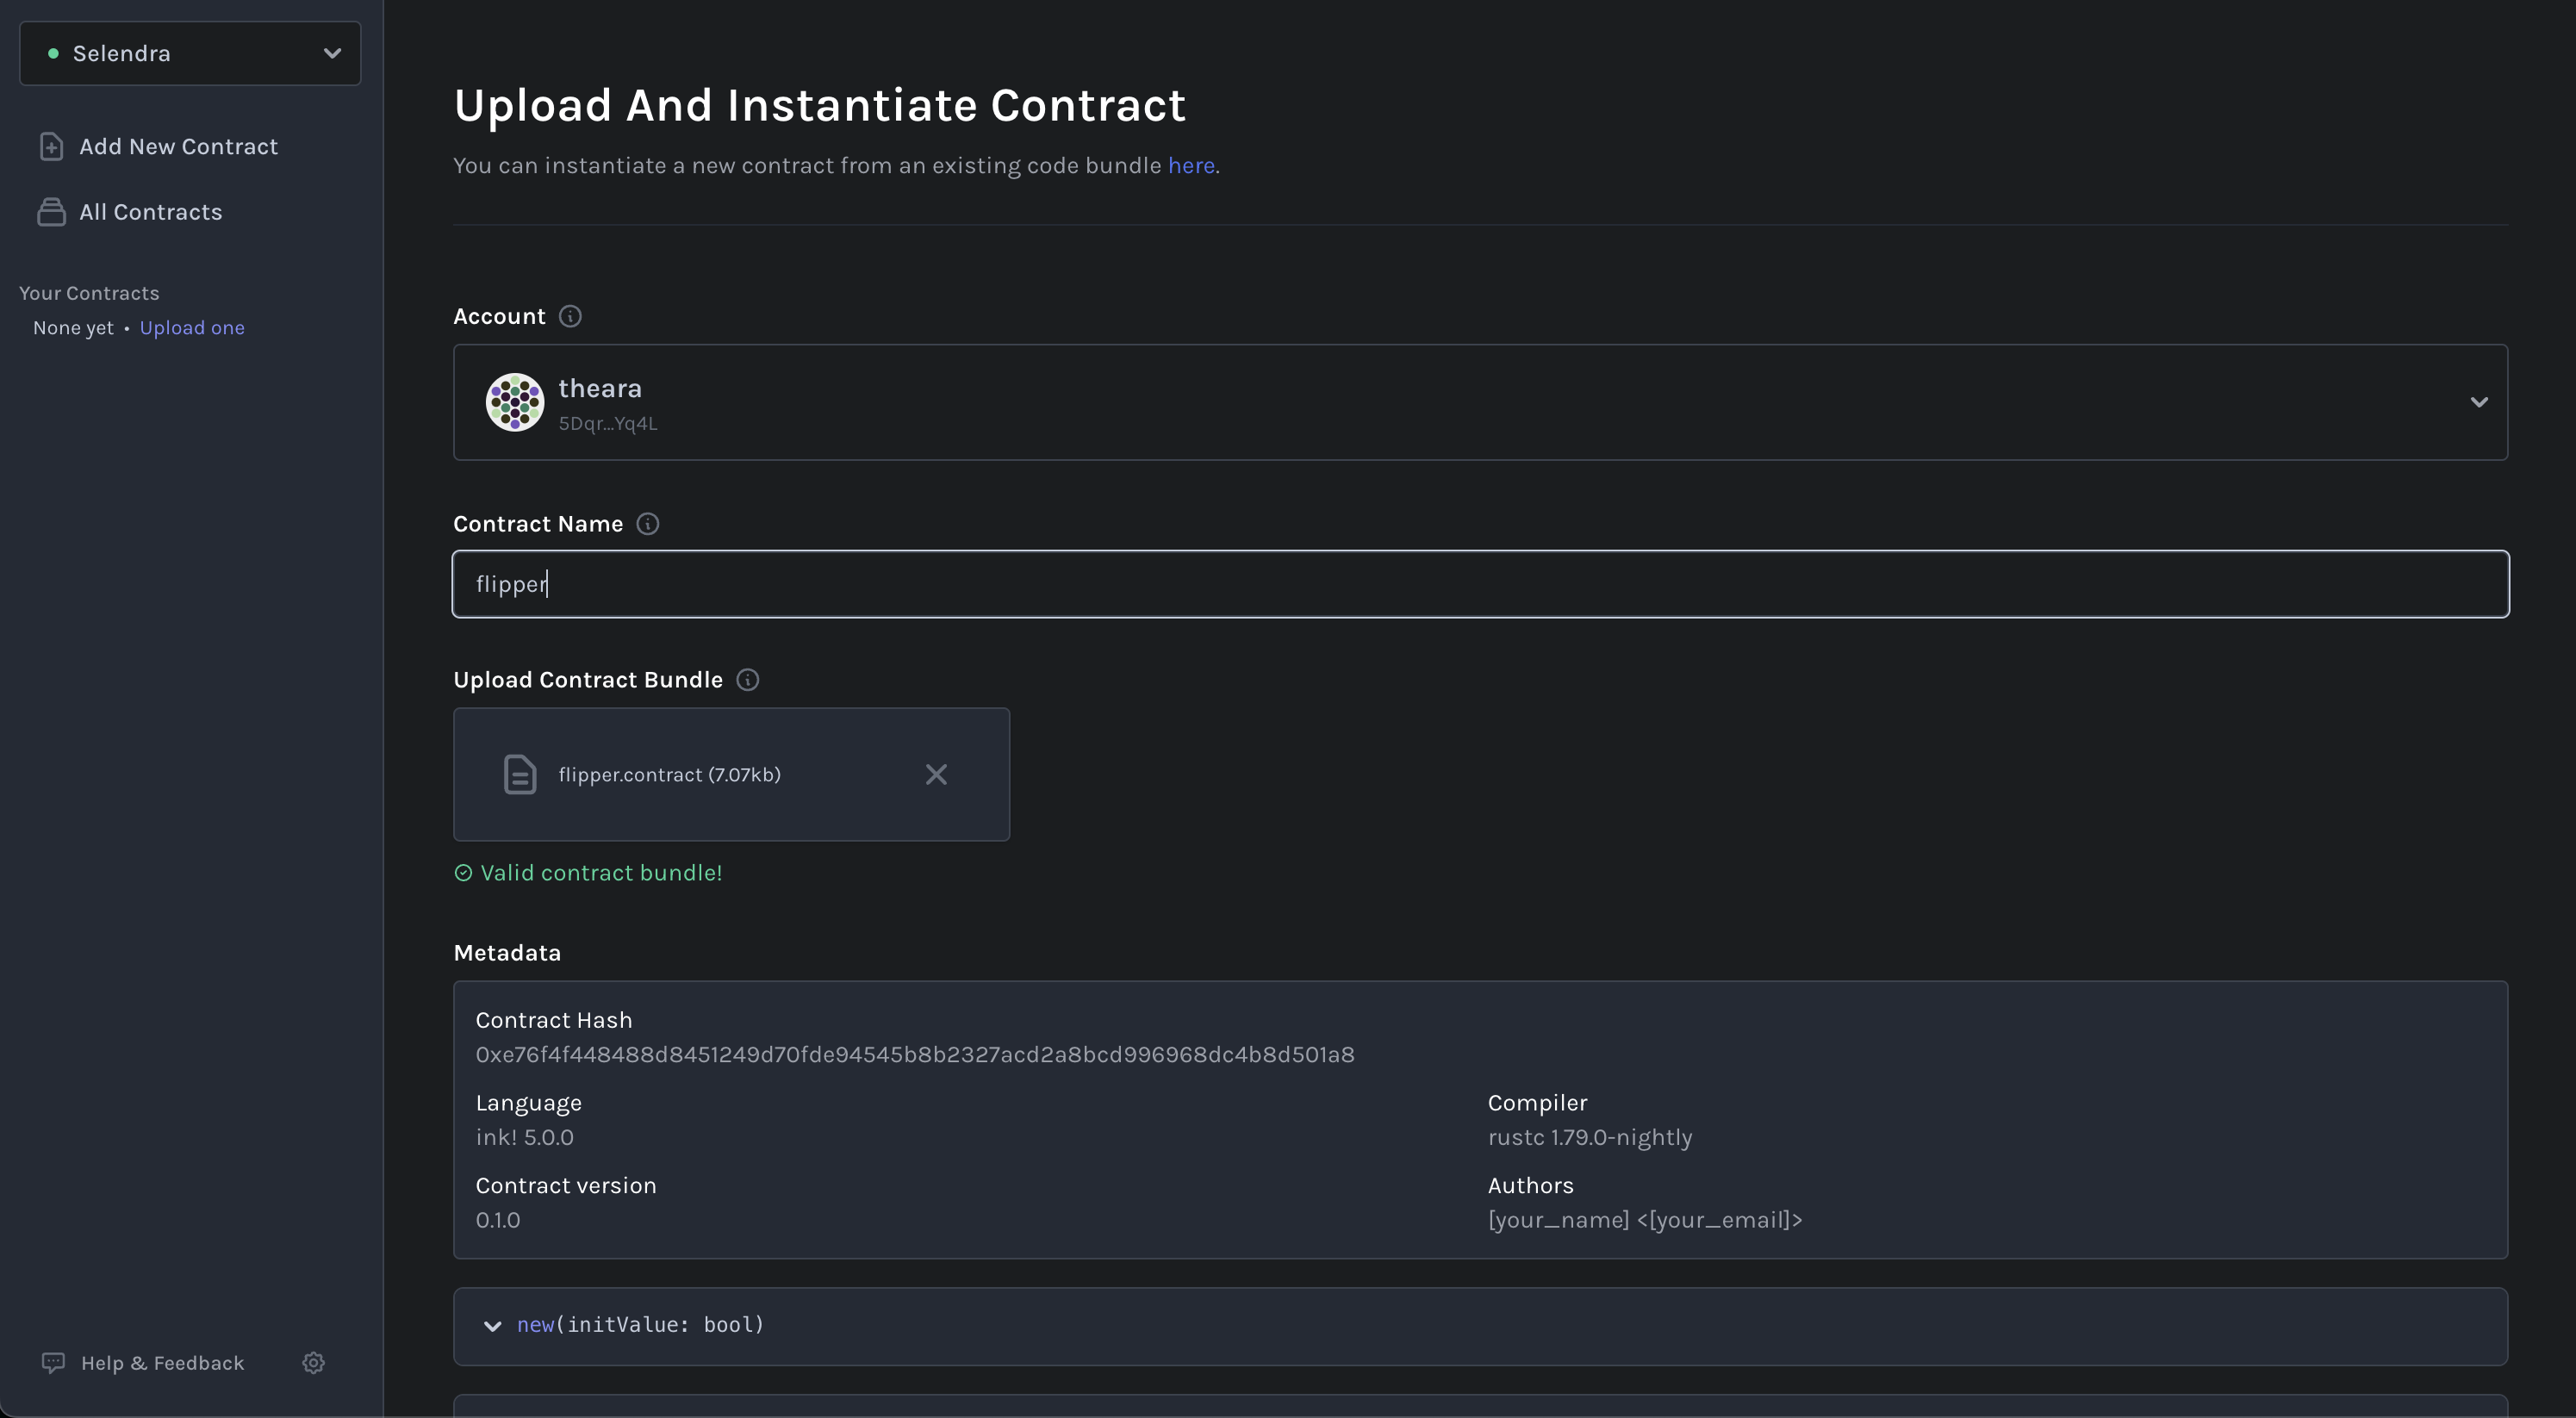 Selendra
Add New Contract
All Contracts
Your Contracts
None yet • Upload one
Help & Feedback
Upload And Instantiate Contract
You can instantiate a new contract from an existing code bundle here.
Account
theara
5Dqr...Yq4L
Contract Name
flipper
Upload Contract Bundle
flipper.contract (7.07kb)
Valid contract bundle!
Metadata
Contract Hash
0xe76f4f448488d8451249d70fde94545b8b2327acd2a8bcd996968dc4b8d501a8
Language
ink! 5.0.0
Compiler
rustc 1.79.0-nightly
Contract version
0.1.0
Authors
[your_name] <[your_email]>
new(initValue: bool)